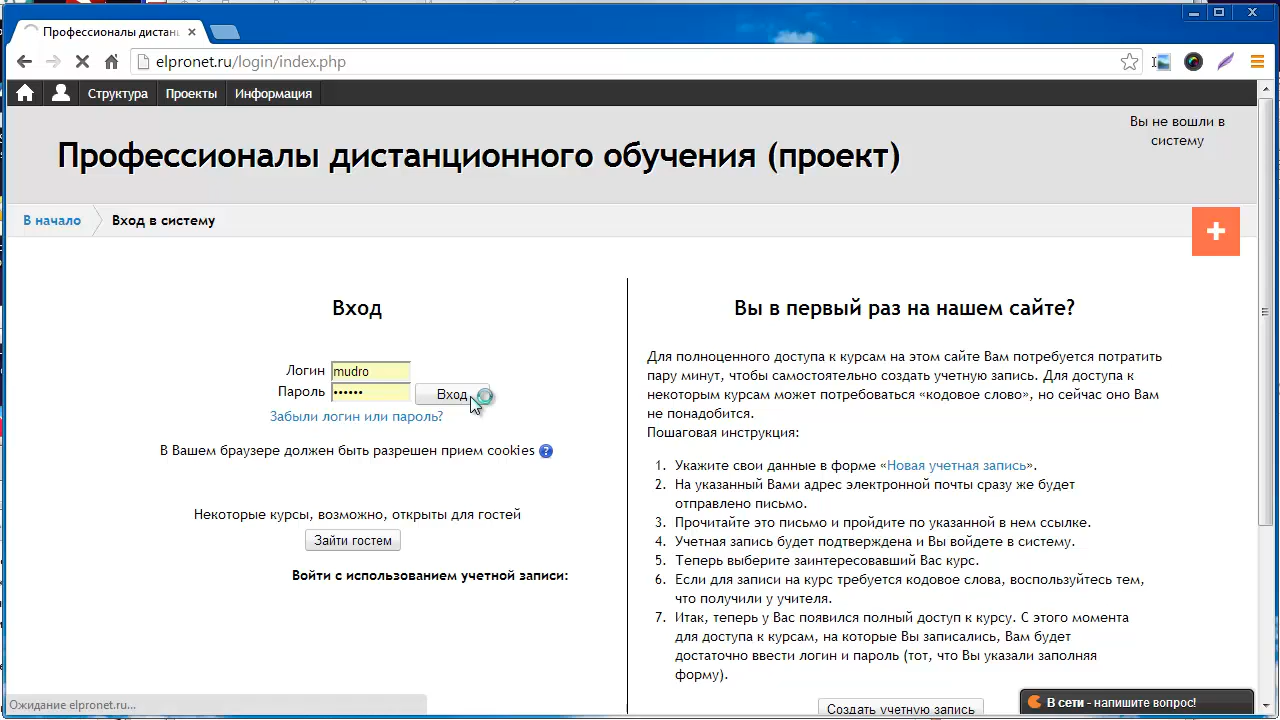 Профессионалы дистанц
elpronet.ru/login/index.php
Структура Проекты Информация
Вы не вошли в
систему
Профессионалы дистанционного обучения (проект)
В начало Вход в систему
+
Вход
Логин mudro
Пароль •••••• Вход
Забыли логин или пароль?
В Вашем браузере должен быть разрешен прием cookies ?
Некоторые курсы, возможно, открыты для гостей
Зайти гостем
Войти с использованием учетной записи:
Вы в первый раз на нашем сайте?
Для полноценного доступа к курсам на этом сайте Вам потребуется потратить
пару минут, чтобы самостоятельно создать учетную запись. Для доступа к
некоторым курсам может потребоваться «кодовое слово», но сейчас оно Вам
не понадобится.
Пошаговая инструкция:
1. Укажите свои данные в форме «Новая учетная запись».
2. На указанный Вами адрес электронной почты сразу же будет
отправлено письмо.
3. Прочитайте это письмо и пройдите по указанной в нем ссылке.
4. Учетная запись будет подтверждена и Вы войдете в систему.
5. Теперь выберите заинтересовавший Вас курс.
6. Если для записи на курс требуется кодовое слова, воспользуйтесь тем,
что получили у учителя.
7. Итак, теперь у Вас появился полный доступ к курсу. С этого момента
для доступа к курсам, на которые Вы записались, Вам будет
достаточно ввести логин и пароль (тот, что Вы указали заполняя
форму).
Создать учетную запись
В сети - напишите вопрос!
Ожидание elpronet.ru...